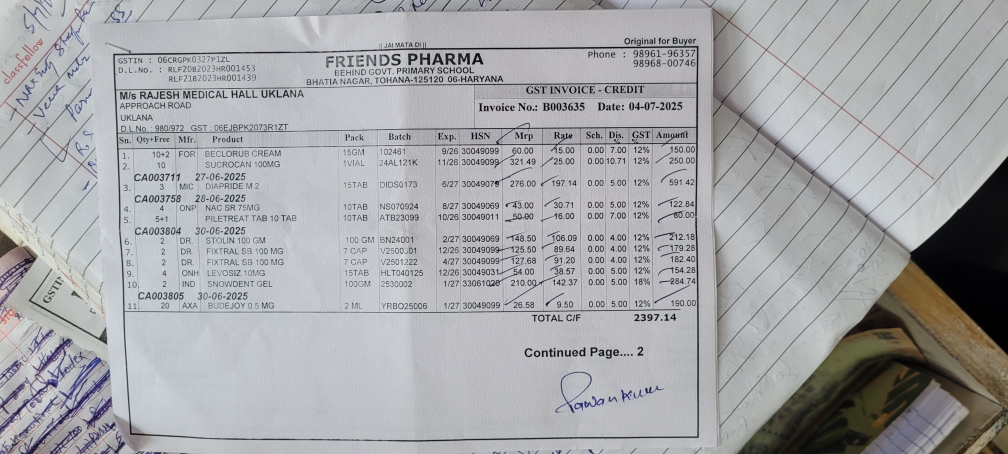 || JAI MATA DI ||
Original for Buyer
GSTIN : 06CRGPK0327P1ZL
D.L.No. : RLF20B2023HR001453
RLF21B2023HR001439
FRIENDS PHARMA
BEHIND GOVT. PRIMARY SCHOOL
BHATIA NAGAR, TOHANA-125120 06-HARYANA
Phone : 98961-96357
98968-00746
M/s RAJESH MEDICAL HALL UKLANA
APPROACH ROAD
UKLANA
D.L.No. : 980/972 GST : 06EJBPK2073R1ZT
GST INVOICE - CREDIT
Invoice No.: B003635 Date: 04-07-2025
Sn. Qty+Free Mfr. Product Pack Batch Exp. HSN Mrp Rate Sch. Dis. GST Amount
1. 10+2 FOR BECLORUB CREAM 15GM 102461 9/26 30049099 60.00 15.00 0.00 7.00 12% 150.00
2. 10 SUCROCAN 100MG 1VIAL 24AL121K 11/26 30049099 321.49 25.00 0.00 10.71 12% 250.00
CA003711 27-06-2025
3. 3 MIC DIAPRIDE M 2 15TAB DIDS0173 6/27 30049079 276.00 197.14 0.00 5.00 12% 591.42
CA003758 28-06-2025
4. 4 ONP NAC SR 75MG 10TAB NS070924 8/27 30049069 43.00 30.71 0.00 5.00 12% 122.84
5. 5+1 PILETREAT TAB 10 TAB 10TAB ATB23099 10/26 30049011 50.00 16.00 0.00 7.00 12% 80.00
CA003804 30-06-2025
6. 2 DR. STOLIN 100 GM 100 GM BN24001 2/27 30049069 148.50 106.09 0.00 4.00 12% 212.18
7. 2 DR. FIXTRAL SB 100 MG 7 CAP 12/26 30049099 125.50 89.64 0.00 4.00 12% 179.28
8. 2 DR. FIXTRAL SB 100 MG 7 CAP V2501222 4/27 30049099 127.68 91.20 0.00 4.00 12% 182.40
9. 4 ONH LEVOSIZ 10MG 15TAB HLT040125 12/26 30049031 54.00 38.57 0.00 5.00 12% 154.28
10. 2 IND SNOWDENT GEL 100GM 2530002 1/27 33061020 210.00 142.37 0.00 5.00 18% 284.74
CA003805 30-06-2025
11. 20 AXA BUDEJOY 0.5 MG 2 ML YRBO25006 1/27 30049099 26.58 9.50 0.00 5.00 12% 190.00
TOTAL C/F 2397.14
Continued Page.... 2
classfollow
GSTIN